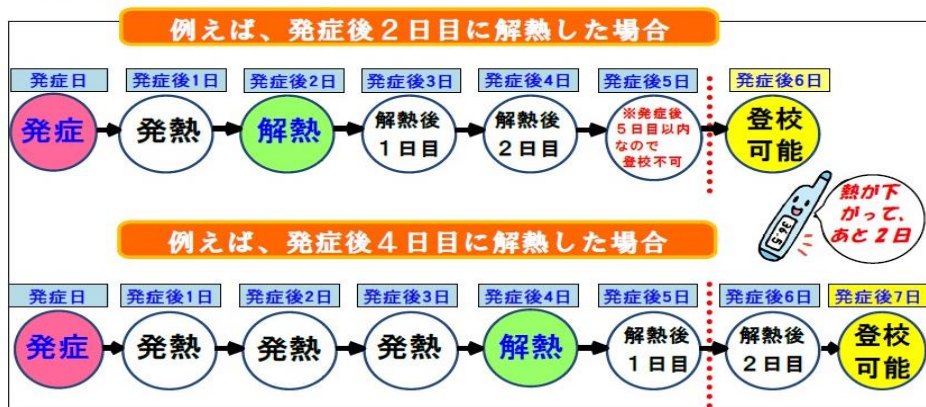 例えば、発症後２日目に解熱した場合
発症日
発症後1日
発症後2日
発症後3日
発症後4日
発症後5日
発症後6日
発症
発熱
解熱
解熱後
１日目
解熱後
２日目
※発症後
５日目以内
なので
登校不可
登校
可能
熱が下
がって、
あと２日
36.5
例えば、発症後４日目に解熱した場合
発症日
発症後1日
発症後2日
発症後3日
発症後4日
発症後5日
発症後6日
発症後7日
発症
発熱
発熱
発熱
解熱
解熱後
１日目
解熱後
２日目
登校
可能